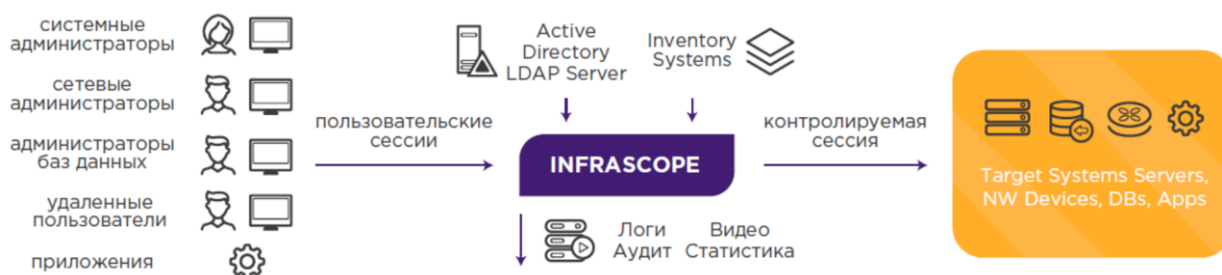 системные
администраторы
сетевые
администраторы
администраторы
баз данных
удаленные
пользователи
приложения
пользовательские
сессии
Active
Directory
LDAP Server
Inventory
Systems
INFRASCOPE
Логи
Аудит
Видео
Статистика
контролируемая
сессия
Target Systems Servers,
NW Devices, DBs, Apps